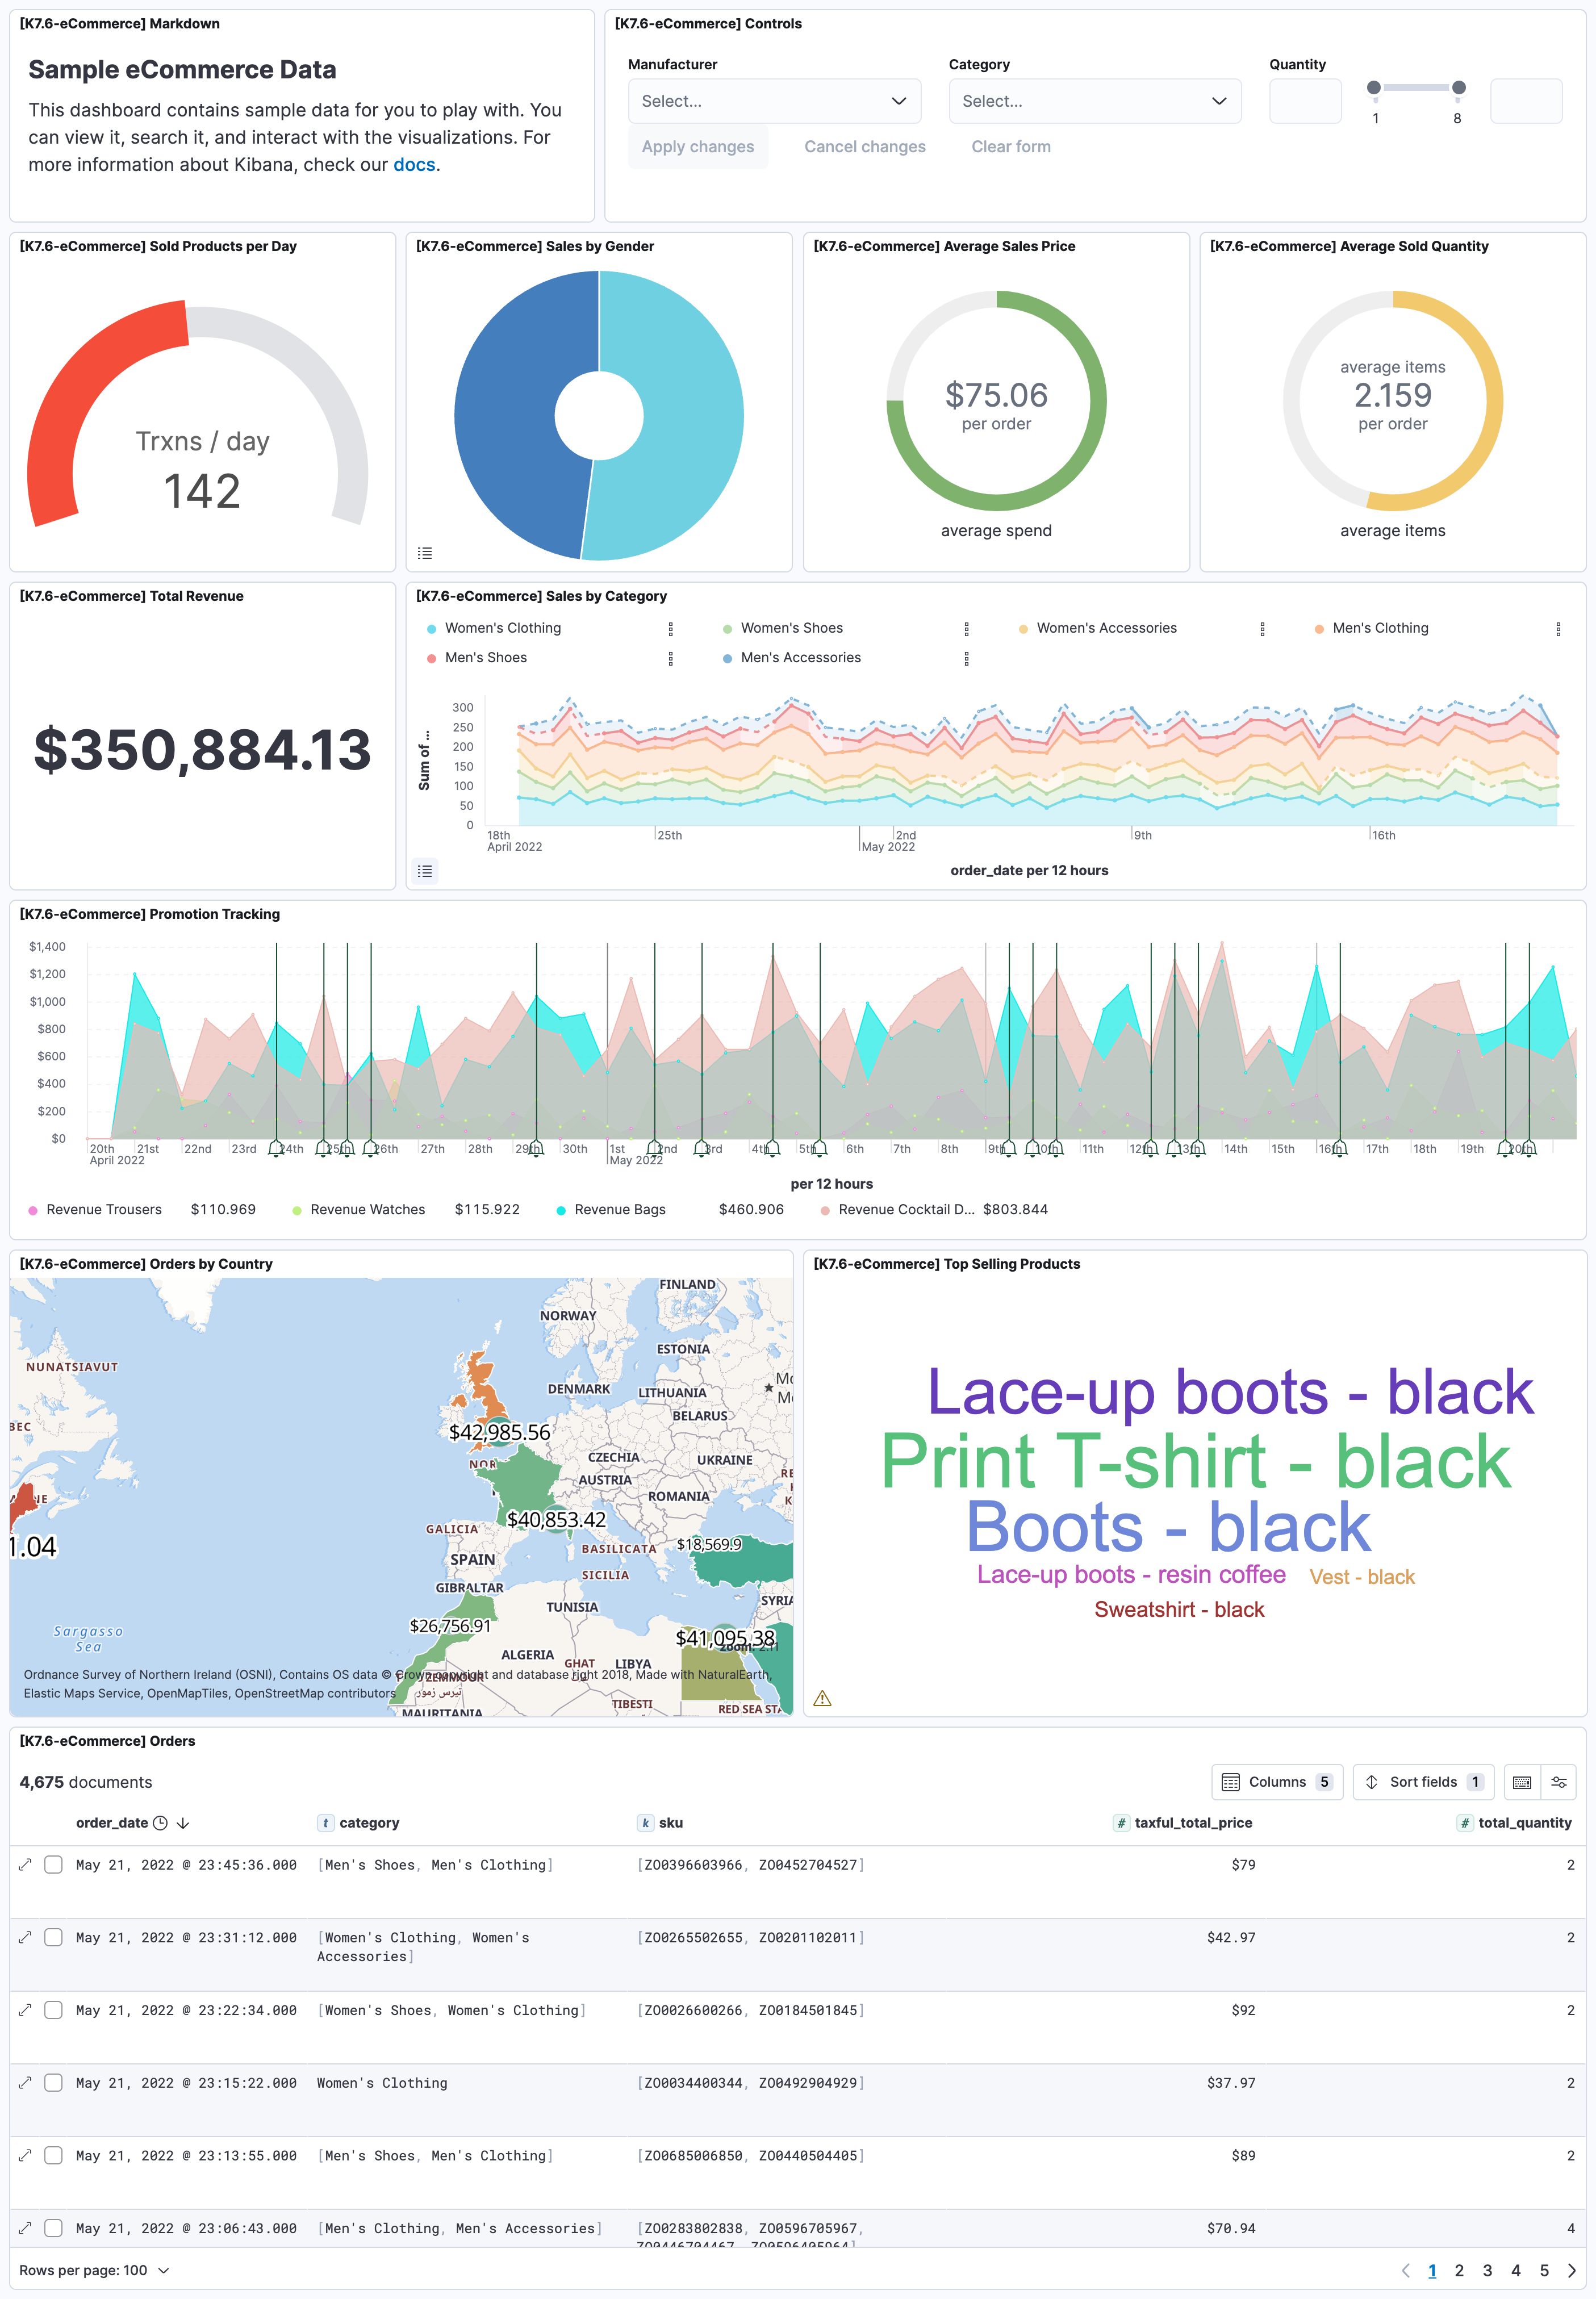 [K7.6-eCommerce] Markdown
Sample eCommerce Data
This dashboard contains sample data for you to play with. You
can view it, search it, and interact with the visualizations. For
more information about Kibana, check our docs.
[K7.6-eCommerce] Controls
Manufacturer
Select...
Category
Select...
Quantity
1 8
Apply changes Cancel changes Clear form
[K7.6-eCommerce] Sold Products per Day
Trxns / day
142
[K7.6-eCommerce] Sales by Gender
[K7.6-eCommerce] Average Sales Price
$75.06
per order
average spend
[K7.6-eCommerce] Average Sold Quantity
average items
2.159
per order
average items
[K7.6-eCommerce] Total Revenue
$350,884.13
[K7.6-eCommerce] Sales by Category
Women's Clothing Women's Shoes Women's Accessories Men's Clothing
Men's Shoes Men's Accessories
Sum of ...
300
250
200
150
100
50
0
18th 25th 2nd 9th 16th
April 2022 May 2022
order_date per 12 hours
[K7.6-eCommerce] Promotion Tracking
$1,400
$1,200
$1,000
$800
$600
$400
$200
$0
20th 21st 22nd 23rd 24th 25th 26th 27th 28th 29th 30th 1st 2nd 3rd 4th 5th 6th 7th 8th 9th 10th 11th 12th 13th 14th 15th 16th 17th 18th 19th 20th
April 2022 May 2022
per 12 hours
Revenue Trousers $110.969 Revenue Watches $115.922 Revenue Bags $460.906 Revenue Cocktail D... $803.844
[K7.6-eCommerce] Orders by Country
FINLAND
NORWAY
ESTONIA
NUNATSIAVUT
DENMARK
LITHUANIA
BELARUS
$42,985.56
CZECHIA
UKRAINE
AUSTRIA
ROMANIA
$40,853.42
GALICIA
1.04
$18,569.9
BASILICATA
SPAIN
SICILIA
GIBRALTAR
TUNISIA
SYRIA
$26,756.91
Sargasso
Sea
$41,095.38
zoom: 2.11
ALGERIA
GHAT
LIBYA
Ordnance Survey of Northern Ireland (OSNI), Contains OS data © Crown copyright and database right 2018, Made with NaturalEarth,
Elastic Maps Service, OpenMapTiles, OpenStreetMap contributors
ZEMMOUR
تيرس زمور
MAURITANIA
TIBESTI
RED SEA STA
[K7.6-eCommerce] Top Selling Products
Lace-up boots - black
Print T-shirt - black
Boots - black
Lace-up boots - resin coffee Vest - black
Sweatshirt - black
[K7.6-eCommerce] Orders
4,675 documents
Columns 5 Sort fields 1
order_date t category k sku # taxful_total_price # total_quantity
May 21, 2022 @ 23:45:36.000 [Men's Shoes, Men's Clothing] [ZO0396603966, ZO0452704527] $79 2
May 21, 2022 @ 23:31:12.000 [Women's Clothing, Women's
Accessories] [ZO0265502655, ZO0201102011] $42.97 2
May 21, 2022 @ 23:22:34.000 [Women's Shoes, Women's Clothing] [ZO0026600266, ZO0184501845] $92 2
May 21, 2022 @ 23:15:22.000 Women's Clothing [ZO0034400344, ZO0492904929] $37.97 2
May 21, 2022 @ 23:13:55.000 [Men's Shoes, Men's Clothing] [ZO0685006850, ZO0440504405] $89 2
May 21, 2022 @ 23:06:43.000 [Men's Clothing, Men's Accessories] [ZO0283802838, ZO0596705967, $70.94 4
Rows per page: 100
1 2 3 4 5